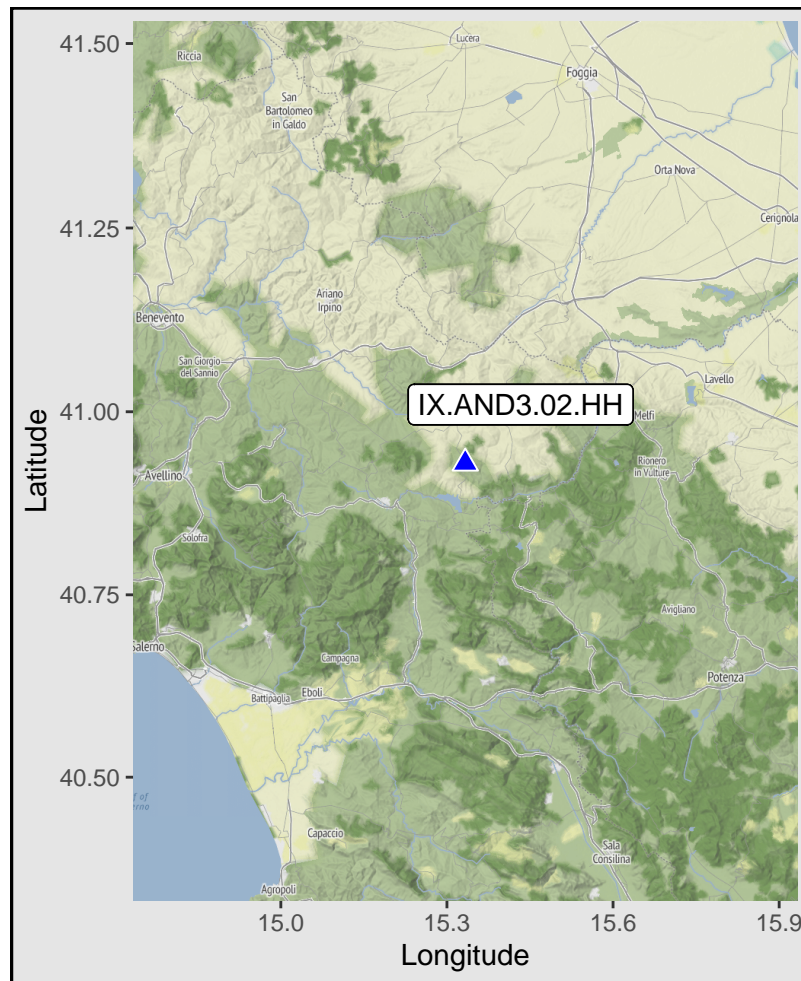 41.50
41.25
41.00
40.75
40.50
Latitude
Riccia
Lucera
Foggia
San
Bartolomeo
in Galdo
Orta Nova
Cerignola
Ariano
Irpino
Benevento
San Giorgio
del Sannio
Lavello
IX.AND3.02.HH
Melfi
Avellino
Rionero
in Vulture
Solofra
Avigliano
Salerno
Campagna
Potenza
Battipaglia
Eboli
of
Capaccio
Sala
Consilina
Agropoli
15.0
15.3
15.6
15.9
Longitude